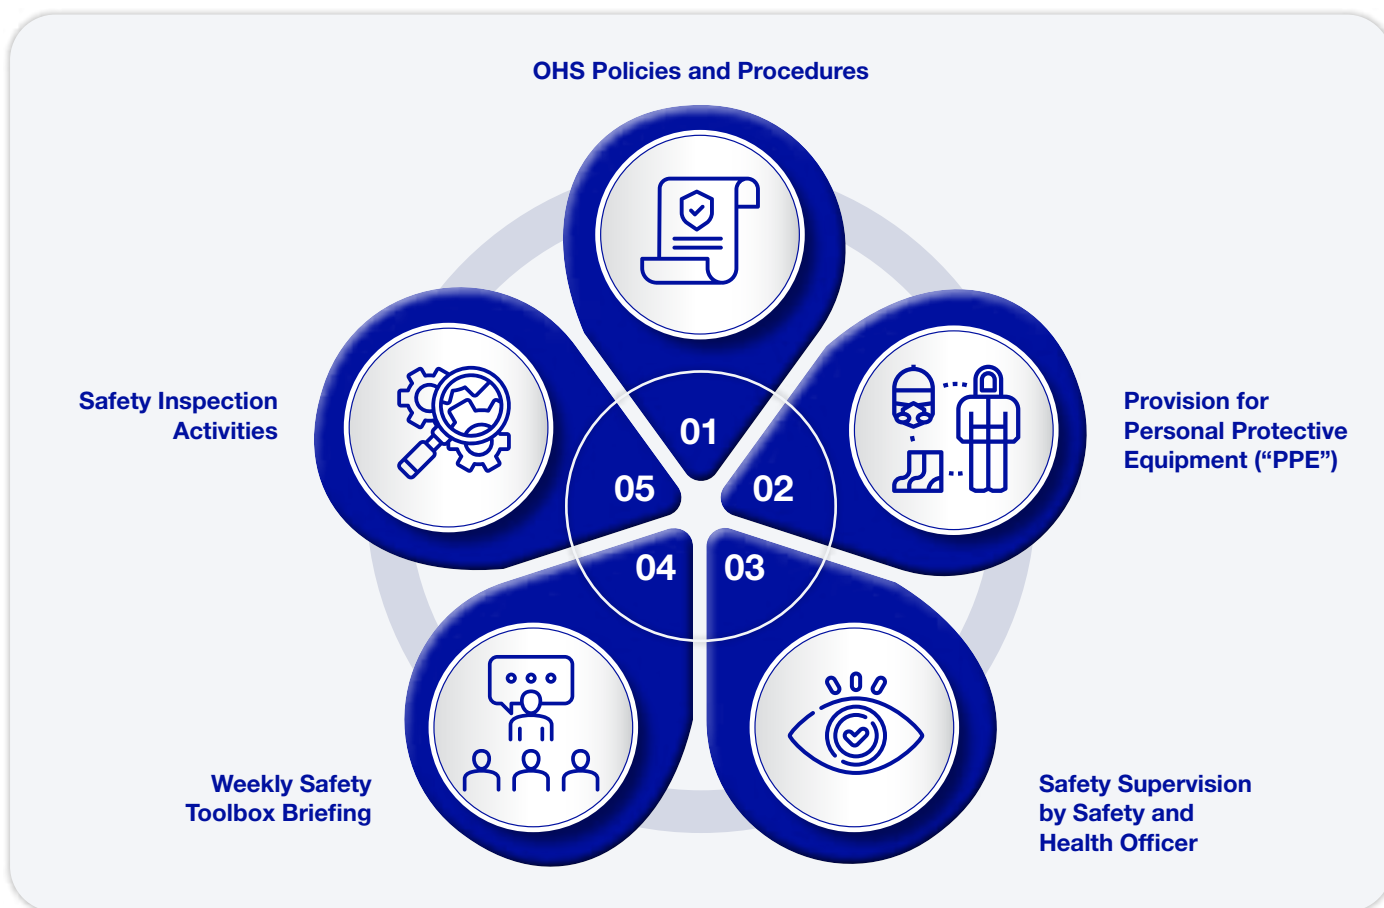 OHS Policies and Procedures
01
Provision for
Personal Protective
Equipment (“PPE”)
02
Safety Supervision
by Safety and
Health Officer
03
Weekly Safety
Toolbox Briefing
04
Safety Inspection
Activities
05